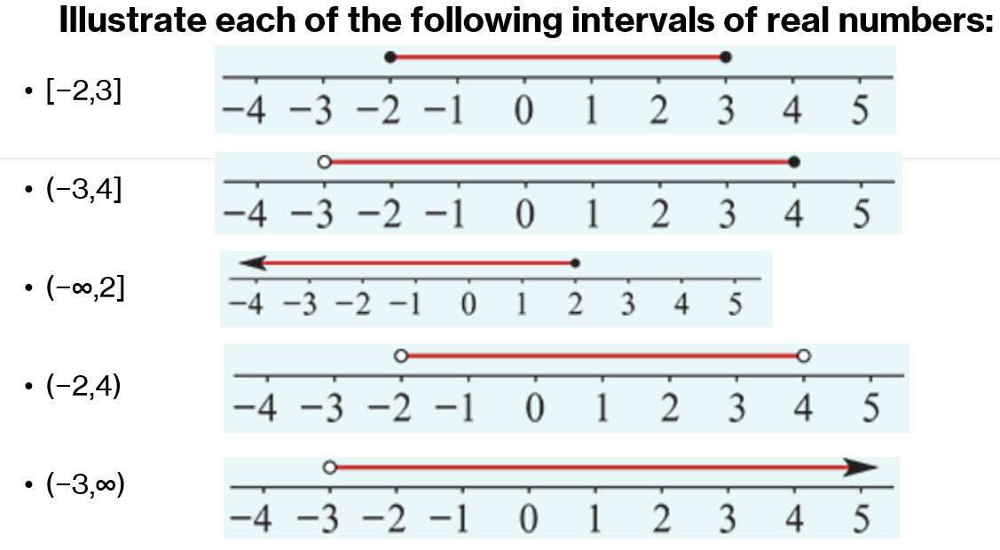 Illustrate each of the following intervals of real numbers:
• [−2,3]
−4 −3 −2 −1 0 1 2 3 4 5
• (−3,4]
−4 −3 −2 −1 0 1 2 3 4 5
• (−∞,2]
−4 −3 −2 −1 0 1 2 3 4 5
• (−2,4)
−4 −3 −2 −1 0 1 2 3 4 5
• (−3,∞)
−4 −3 −2 −1 0 1 2 3 4 5